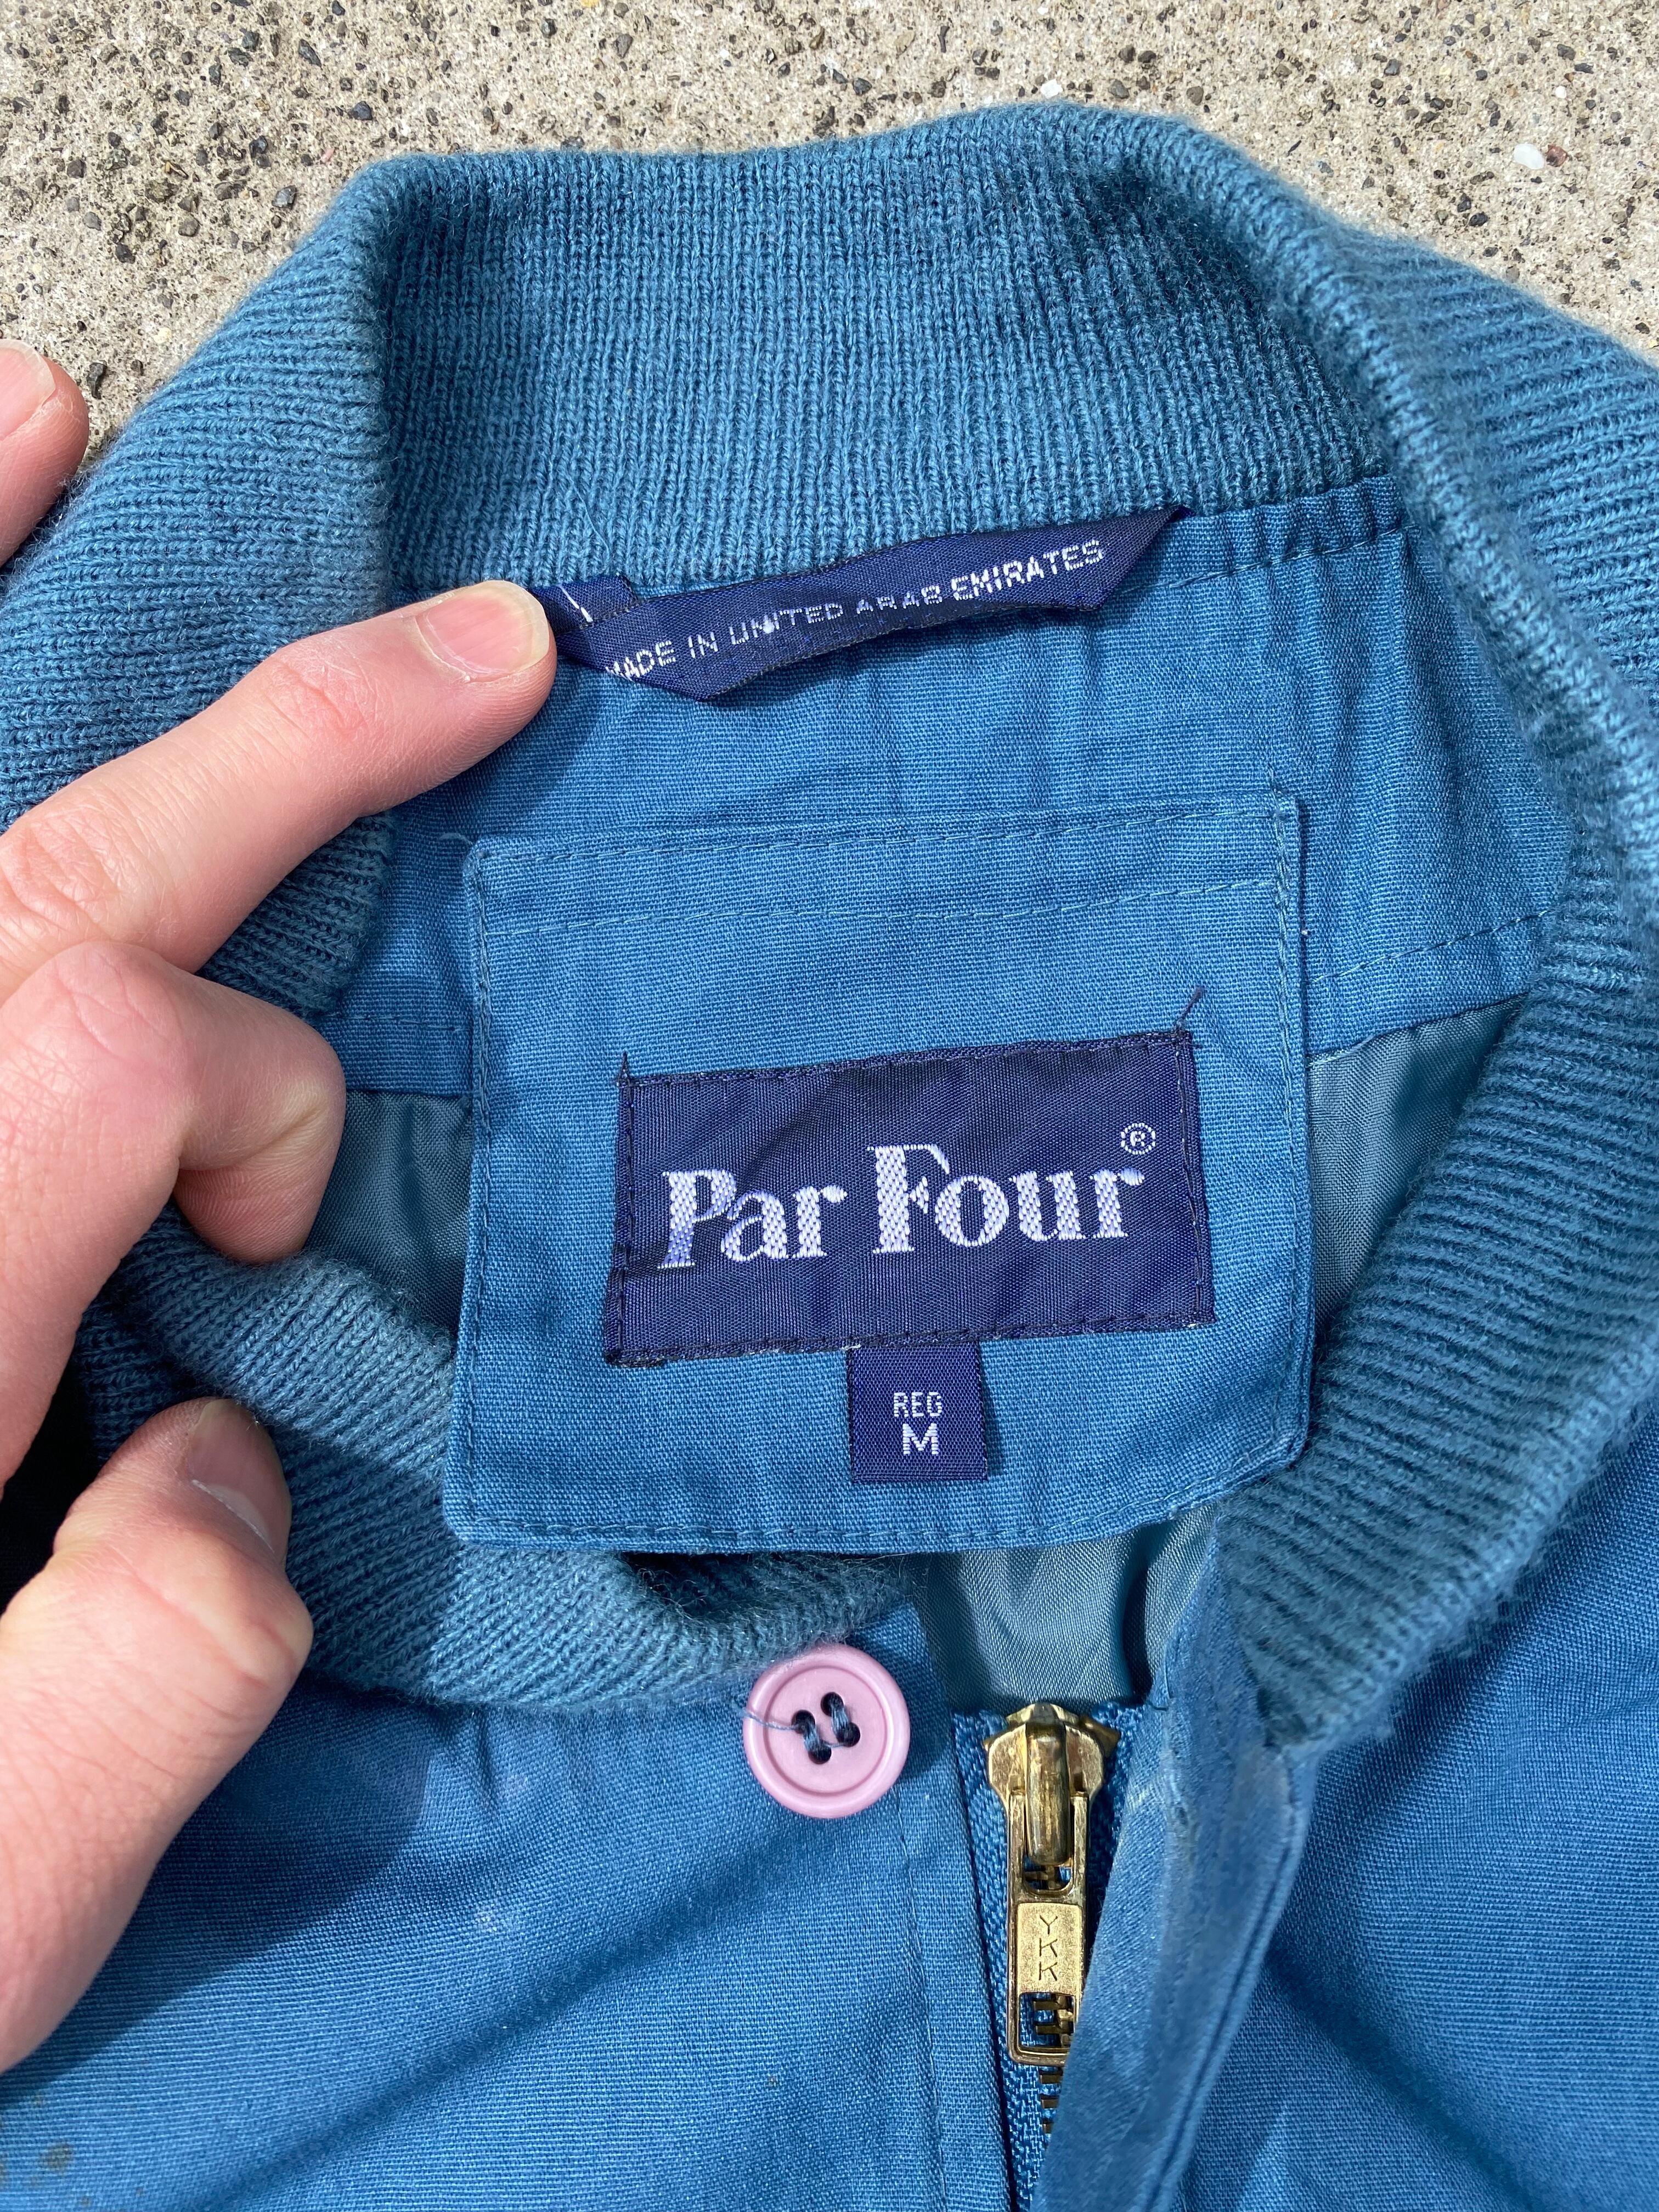 MADE IN UNITED ARAB EMIRATES
Par Four®
REG
M
YKK